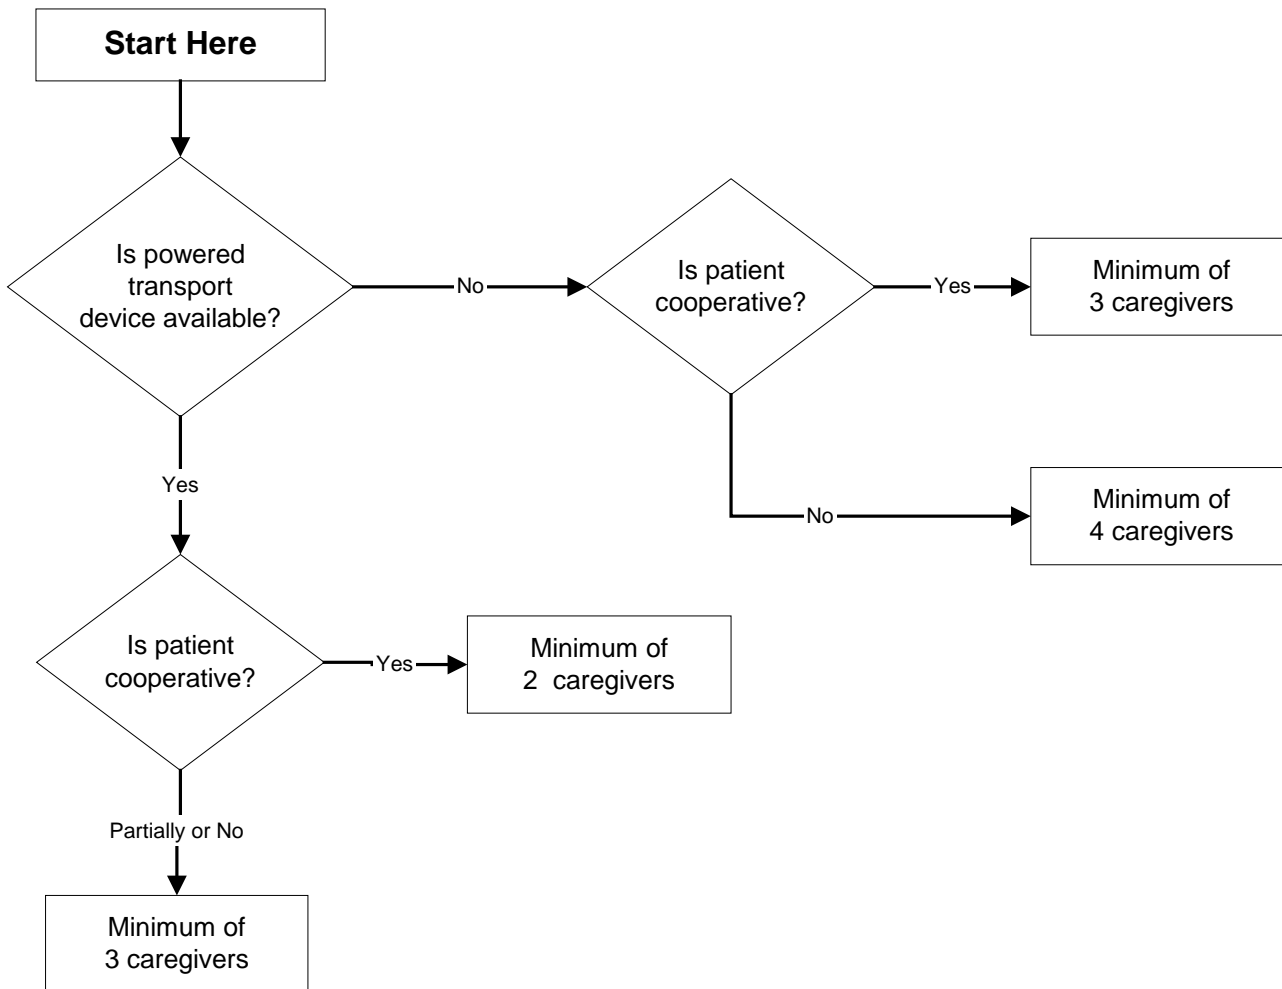 Start Here
Is powered
transport
device available?
No
Is patient
cooperative?
Yes
Minimum of
3 caregivers
No
Minimum of
4 caregivers
Yes
Is patient
cooperative?
Yes
Minimum of
2 caregivers
Partially or No
Minimum of
3 caregivers